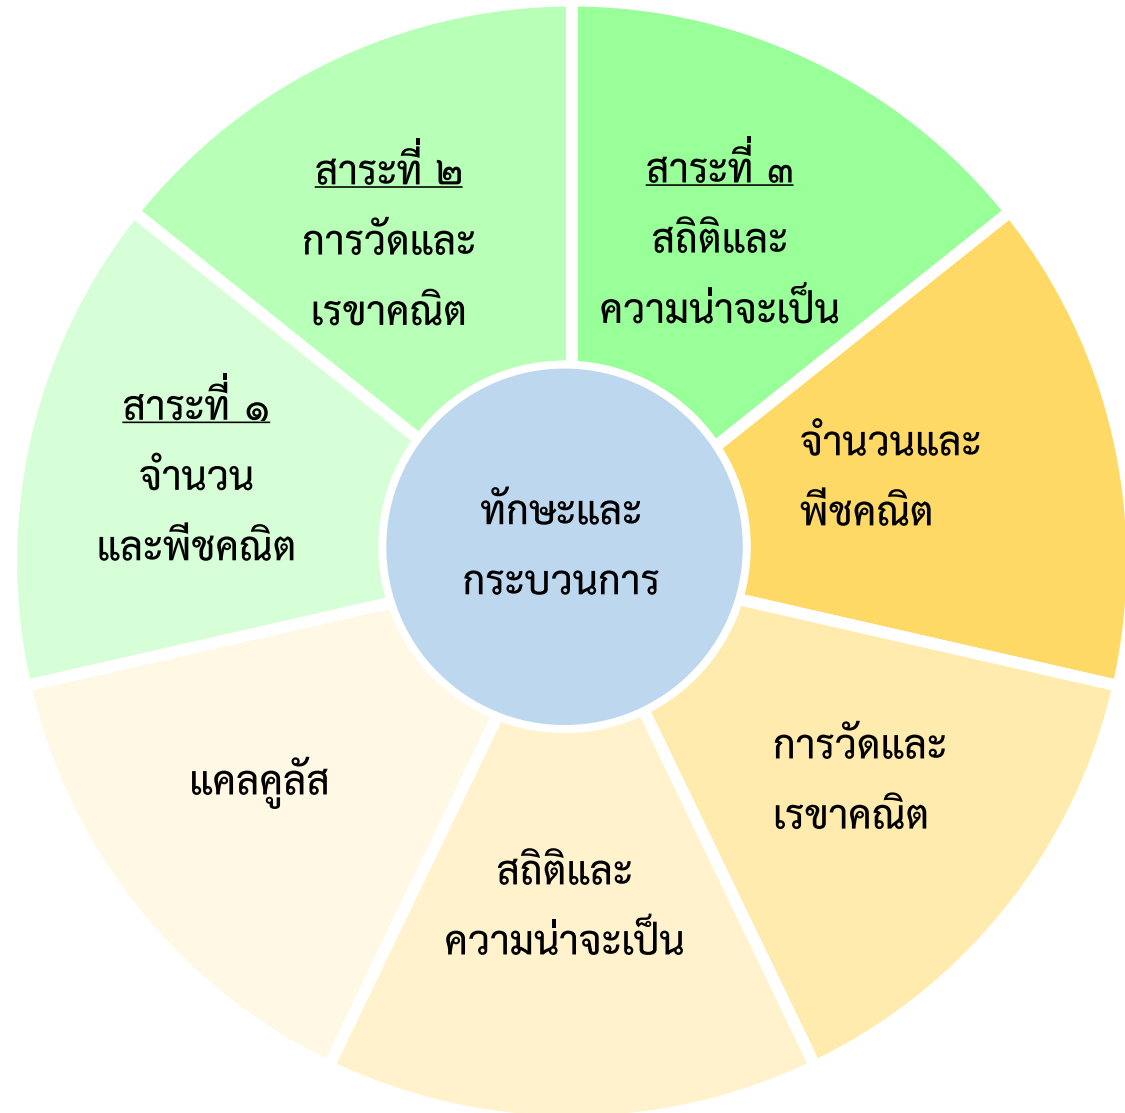 สาระที่ ๒
การวัดและ
เรขาคณิต
สาระที่ ๓
สถิติและ
ความน่าจะเป็น
สาระที่ ๑
จำนวน
และพีชคณิต
จำนวนและ
พีชคณิต
ทักษะและ
กระบวนการ
การวัดและ
เรขาคณิต
แคลคูลัส
สถิติและ
ความน่าจะเป็น